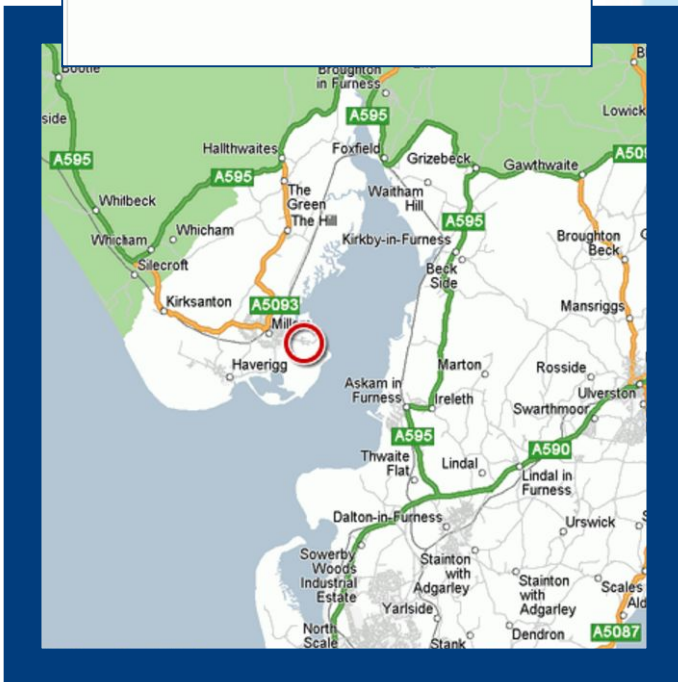 Bootle
Broughton
in Furness
side
Lowick
A595
Hallthwaites
Foxfield
Grizebeck
Gawthwaite
A595
A595
The
Green
Waitham
Hill
Whilbeck
The Hill
A595
Whicham
Whicham
Kirkby-in-Furness
Broughton
Beck
Silecroft
Beck
Side
Kirksanton
A5093
Mansriggs
Haverigg
Marton
Rosside
Askam in
Furness
Ireleth
Ulverston
Swarthmoor
A595
A590
Thwaite
Flat
Lindal
Lindal in
Furness
Dalton-in-Furness
Urswick
Sowerby
Woods
Industrial
Estate
Stainton
with
Adgarley
Stainton
with
Adgarley
Scales
Yarlside
North
Scale
Stank
Dendron
A5087